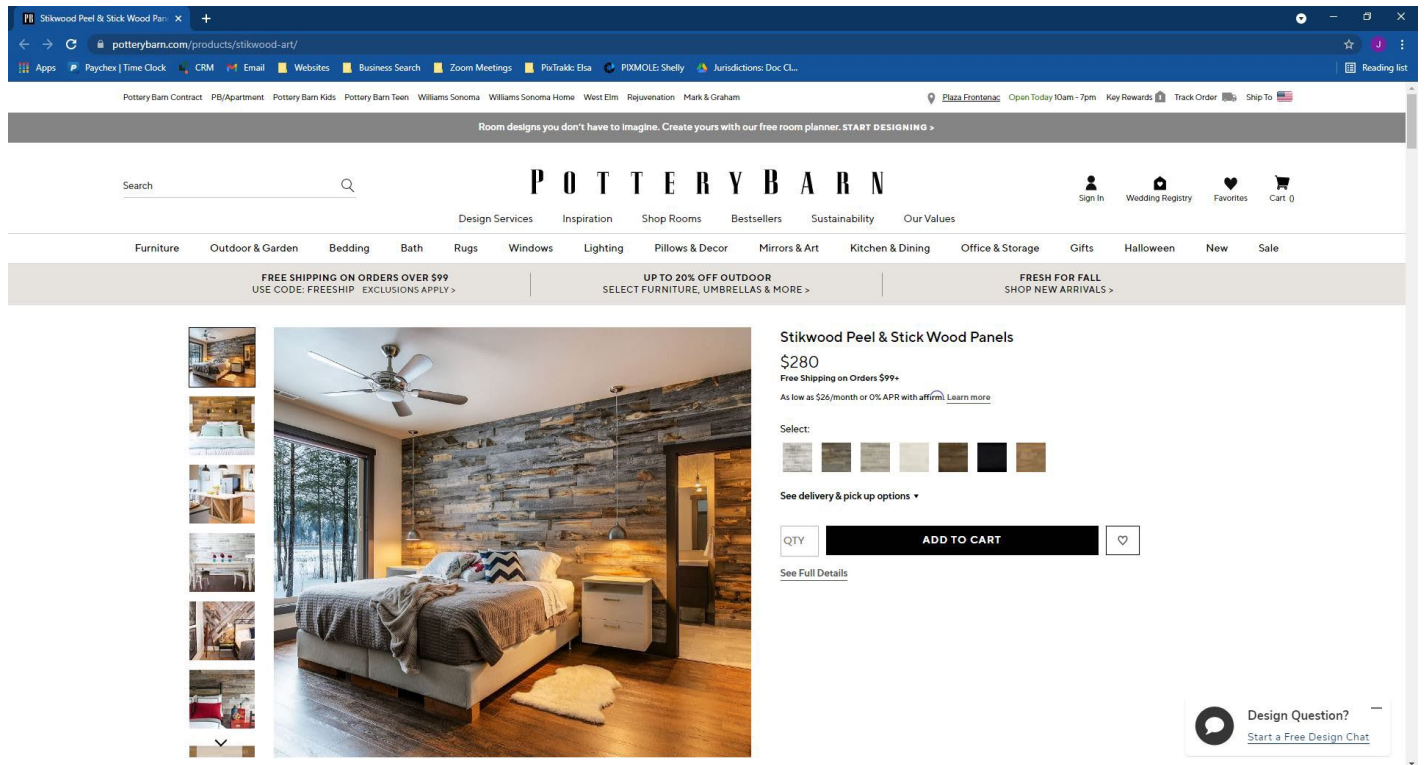 PB Stikwood Peel & Stick Wood Pan
potterybarn.com/products/stikwood-art/
Apps Paychex | Time Clock CRM Email Websites Business Search Zoom Meetings PixTrakk: Elsa PIXMOLE: Shelly Jurisdictions: Doc Cl... Reading list
J
Pottery Barn Contract PB/Apartment Pottery Barn Kids Pottery Barn Teen Williams Sonoma Williams Sonoma Home West Elm Rejuvenation Mark & Graham Plaza Frontenac Open Today 10am - 7pm Key Rewards Track Order Ship To
Room designs you don't have to imagine. Create yours with our free room planner. START DESIGNING >
Search
POTTERYBARN
Sign In Wedding Registry Favorites Cart 0
Design Services Inspiration Shop Rooms Bestsellers Sustainability Our Values
Furniture Outdoor & Garden Bedding Bath Rugs Windows Lighting Pillows & Decor Mirrors & Art Kitchen & Dining Office & Storage Gifts Halloween New Sale
FREE SHIPPING ON ORDERS OVER $99
USE CODE: FREESHIP EXCLUSIONS APPLY >
UP TO 20% OFF OUTDOOR
SELECT FURNITURE, UMBRELLAS & MORE >
FRESH FOR FALL
SHOP NEW ARRIVALS >
Stikwood Peel & Stick Wood Panels
$280
Free Shipping on Orders $99+
As low as $26/month or 0% APR with affirm. Learn more
Select:
See delivery & pick up options
QTY
ADD TO CART
See Full Details
Design Question?
Start a Free Design Chat